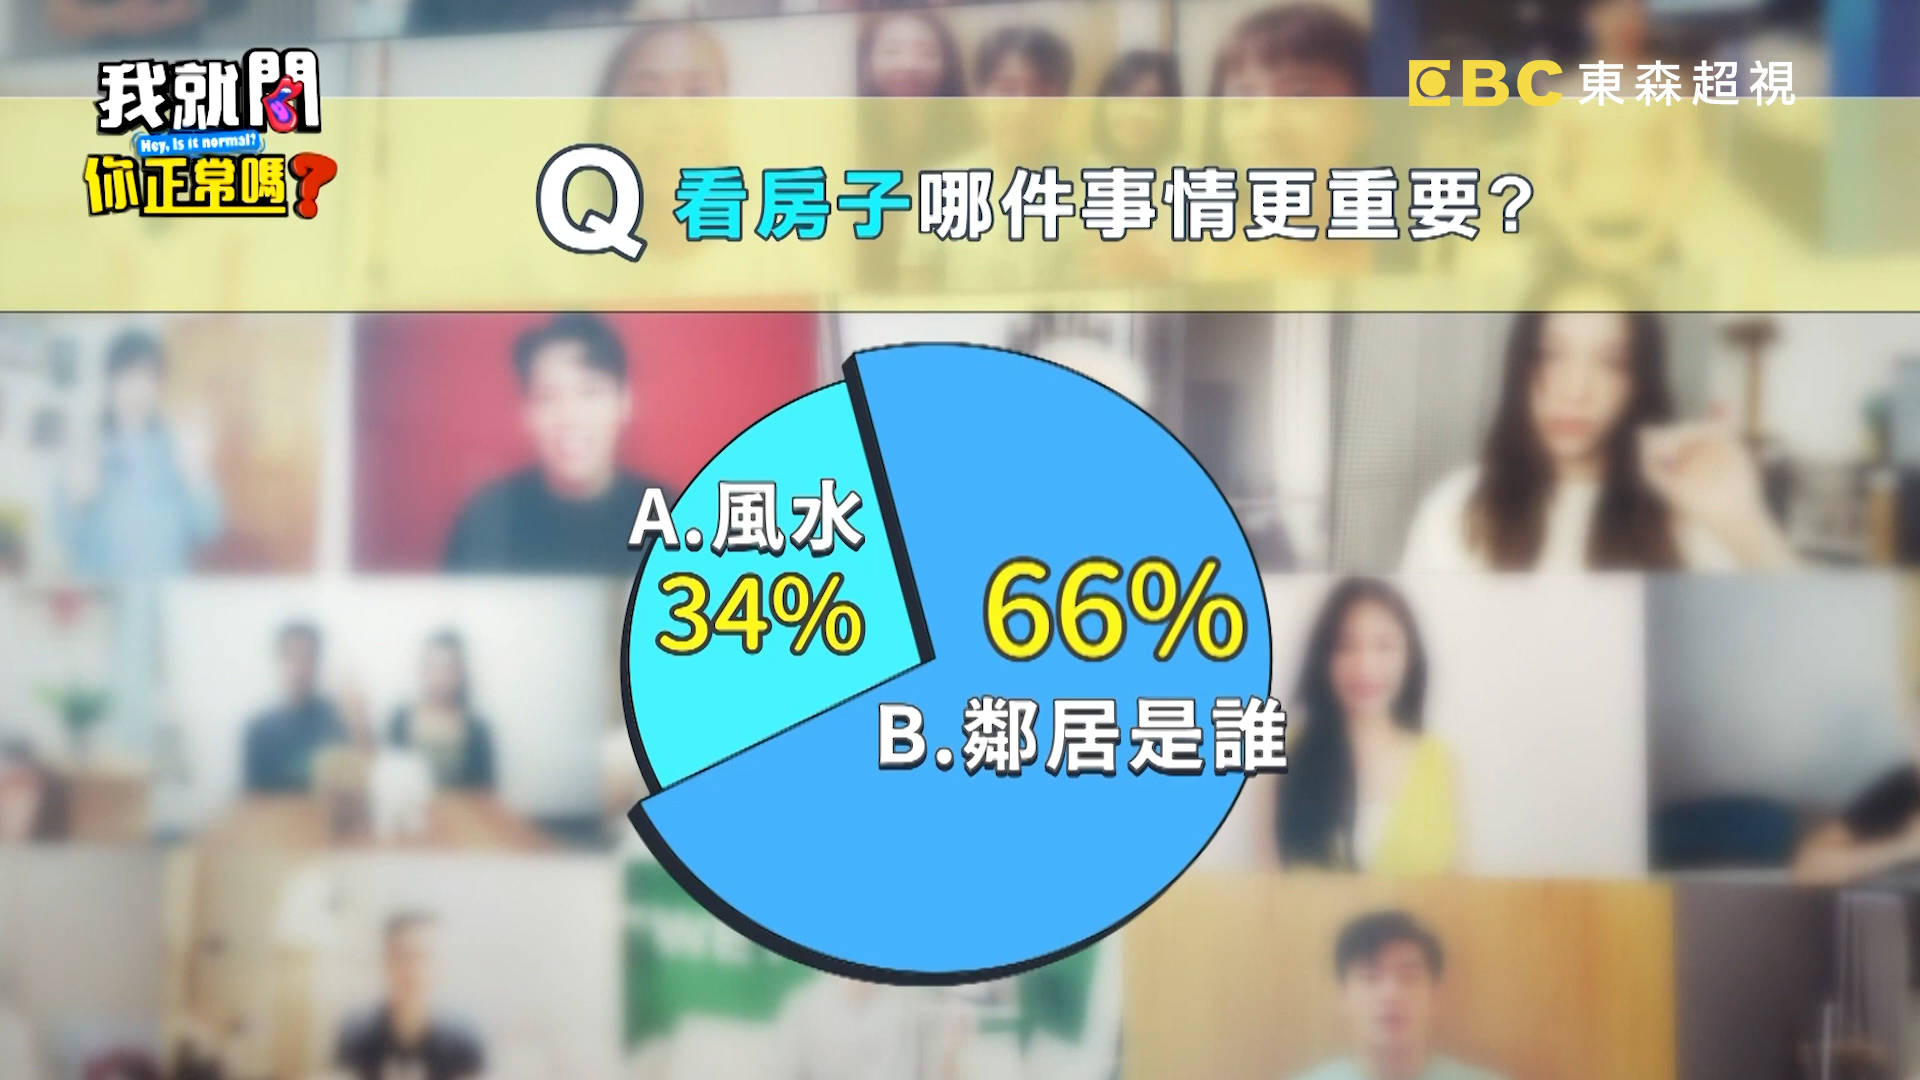 我就問
Hey, Is it normal?
你正常嗎?
EBC 東森超視
Q 看房子哪件事情更重要?
A.風水
34%
66%
B.鄰居是誰